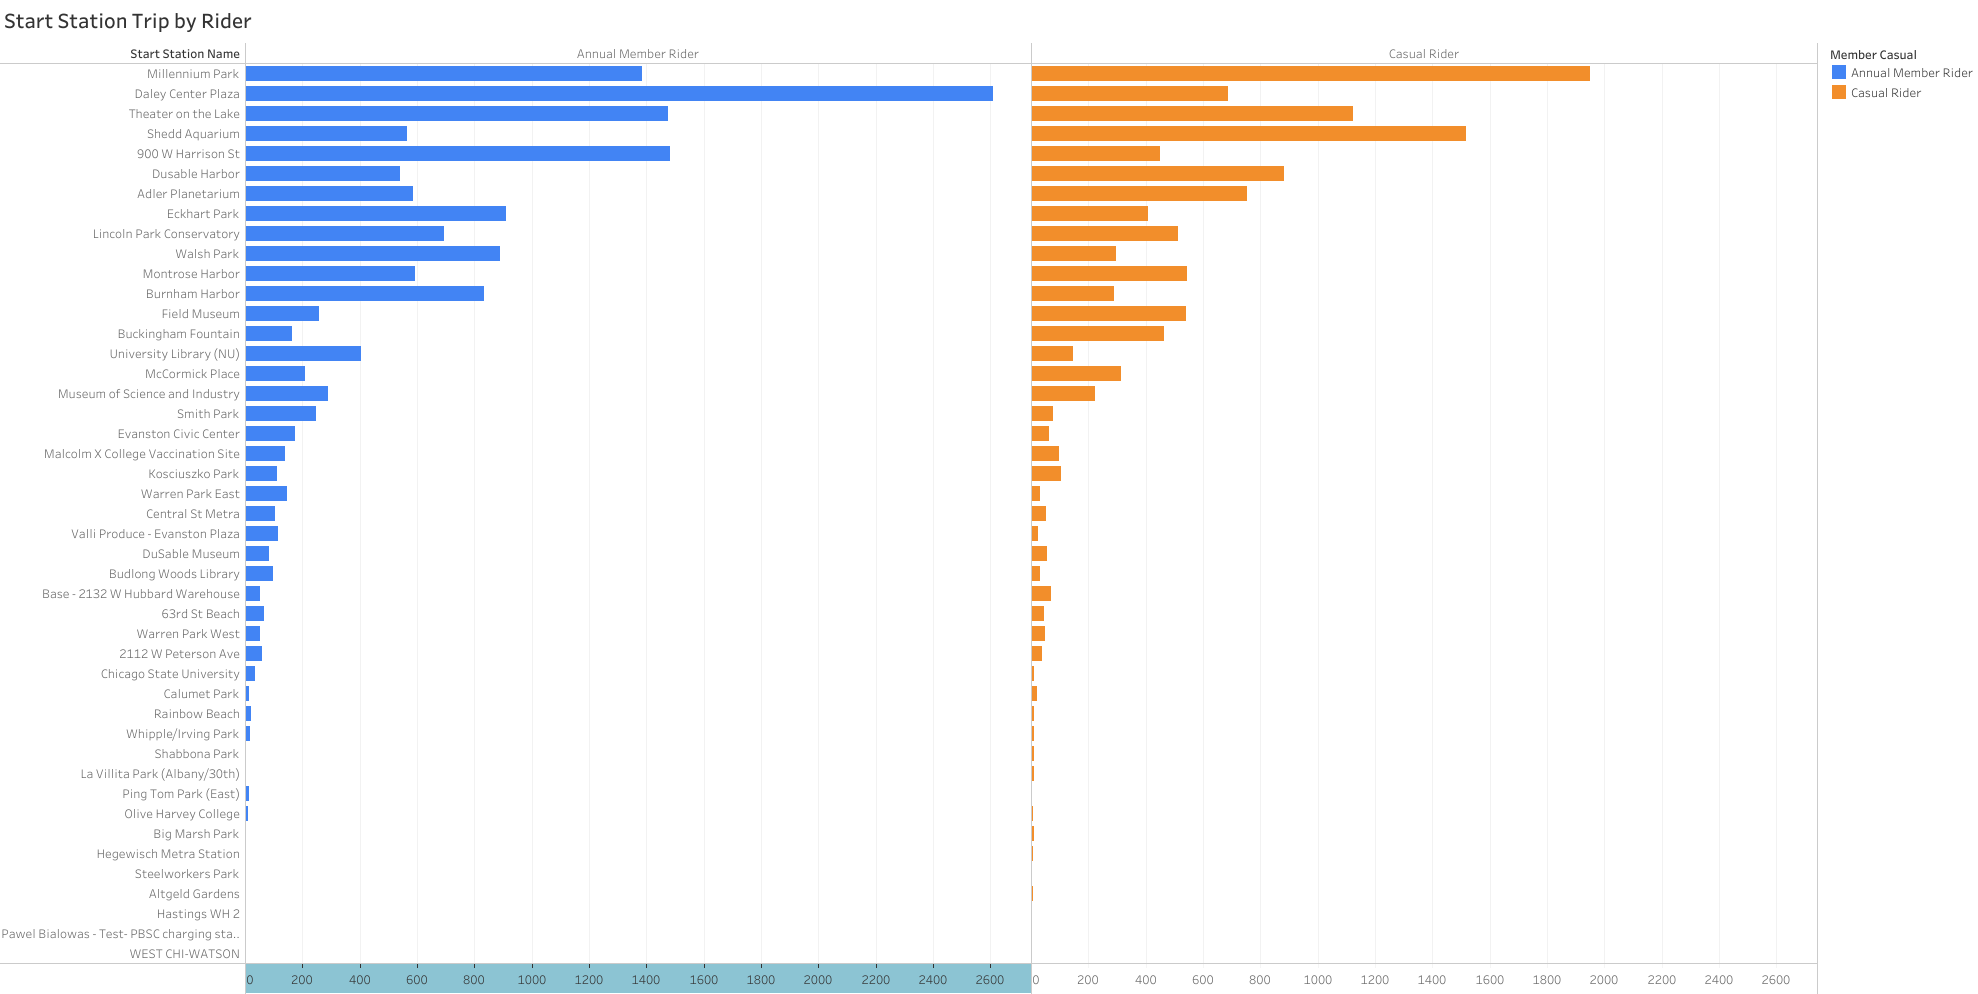 Start Station Trip by Rider
Start Station Name Annual Member Rider Casual Rider Member Casual
Annual Member Rider
Casual Rider
Millennium Park
Daley Center Plaza
Theater on the Lake
Shedd Aquarium
900 W Harrison St
Dusable Harbor
Adler Planetarium
Eckhart Park
Lincoln Park Conservatory
Walsh Park
Montrose Harbor
Burnham Harbor
Field Museum
Buckingham Fountain
University Library (NU)
McCormick Place
Museum of Science and Industry
Smith Park
Evanston Civic Center
Malcolm X College Vaccination Site
Kosciuszko Park
Warren Park East
Central St Metra
Valli Produce - Evanston Plaza
DuSable Museum
Budlong Woods Library
Base - 2132 W Hubbard Warehouse
63rd St Beach
Warren Park West
2112 W Peterson Ave
Chicago State University
Calumet Park
Rainbow Beach
Whipple/Irving Park
Shabbona Park
La Villita Park (Albany/30th)
Ping Tom Park (East)
Olive Harvey College
Big Marsh Park
Hegewisch Metra Station
Steelworkers Park
Altgeld Gardens
Hastings WH 2
Pawel Bialowas - Test- PBSC charging sta..
WEST CHI-WATSON
0 200 400 600 800 1000 1200 1400 1600 1800 2000 2200 2400 2600 0 200 400 600 800 1000 1200 1400 1600 1800 2000 2200 2400 2600